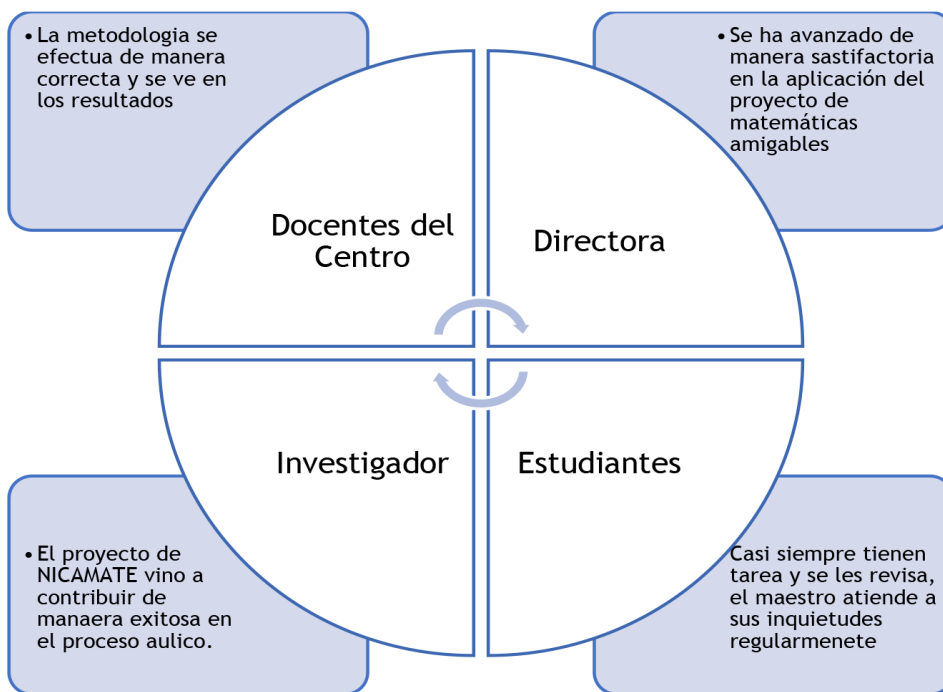 • La metodologia se
efectua de manera
correcta y se ve en
los resultados
• Se ha avanzado de
manera sastifactoria
en la aplicación del
proyecto de
matemáticas
amigables
Docentes del
Centro
Directora
Investigador
Estudiantes
• El proyecto de
NICAMATE vino a
contribuir de
manaera exitosa en
el proceso aulico.
Casi siempre tienen
tarea y se les revisa,
el maestro atiende a
sus inquietudes
regularmenete